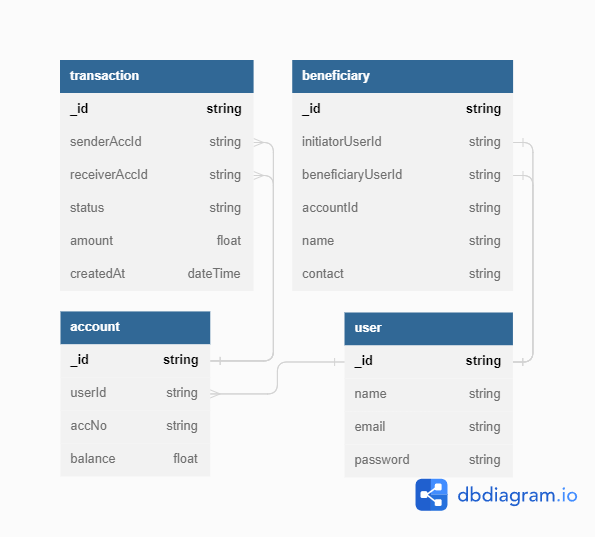 transaction
_id string
senderAccId string
receiverAccId string
status string
amount float
createdAt dateTime
beneficiary
_id string
initiatorUserId string
beneficiaryUserId string
accountId string
name string
contact string
account
_id string
userId string
accNo string
balance float
user
_id string
name string
email string
password string
dbdiagram.io